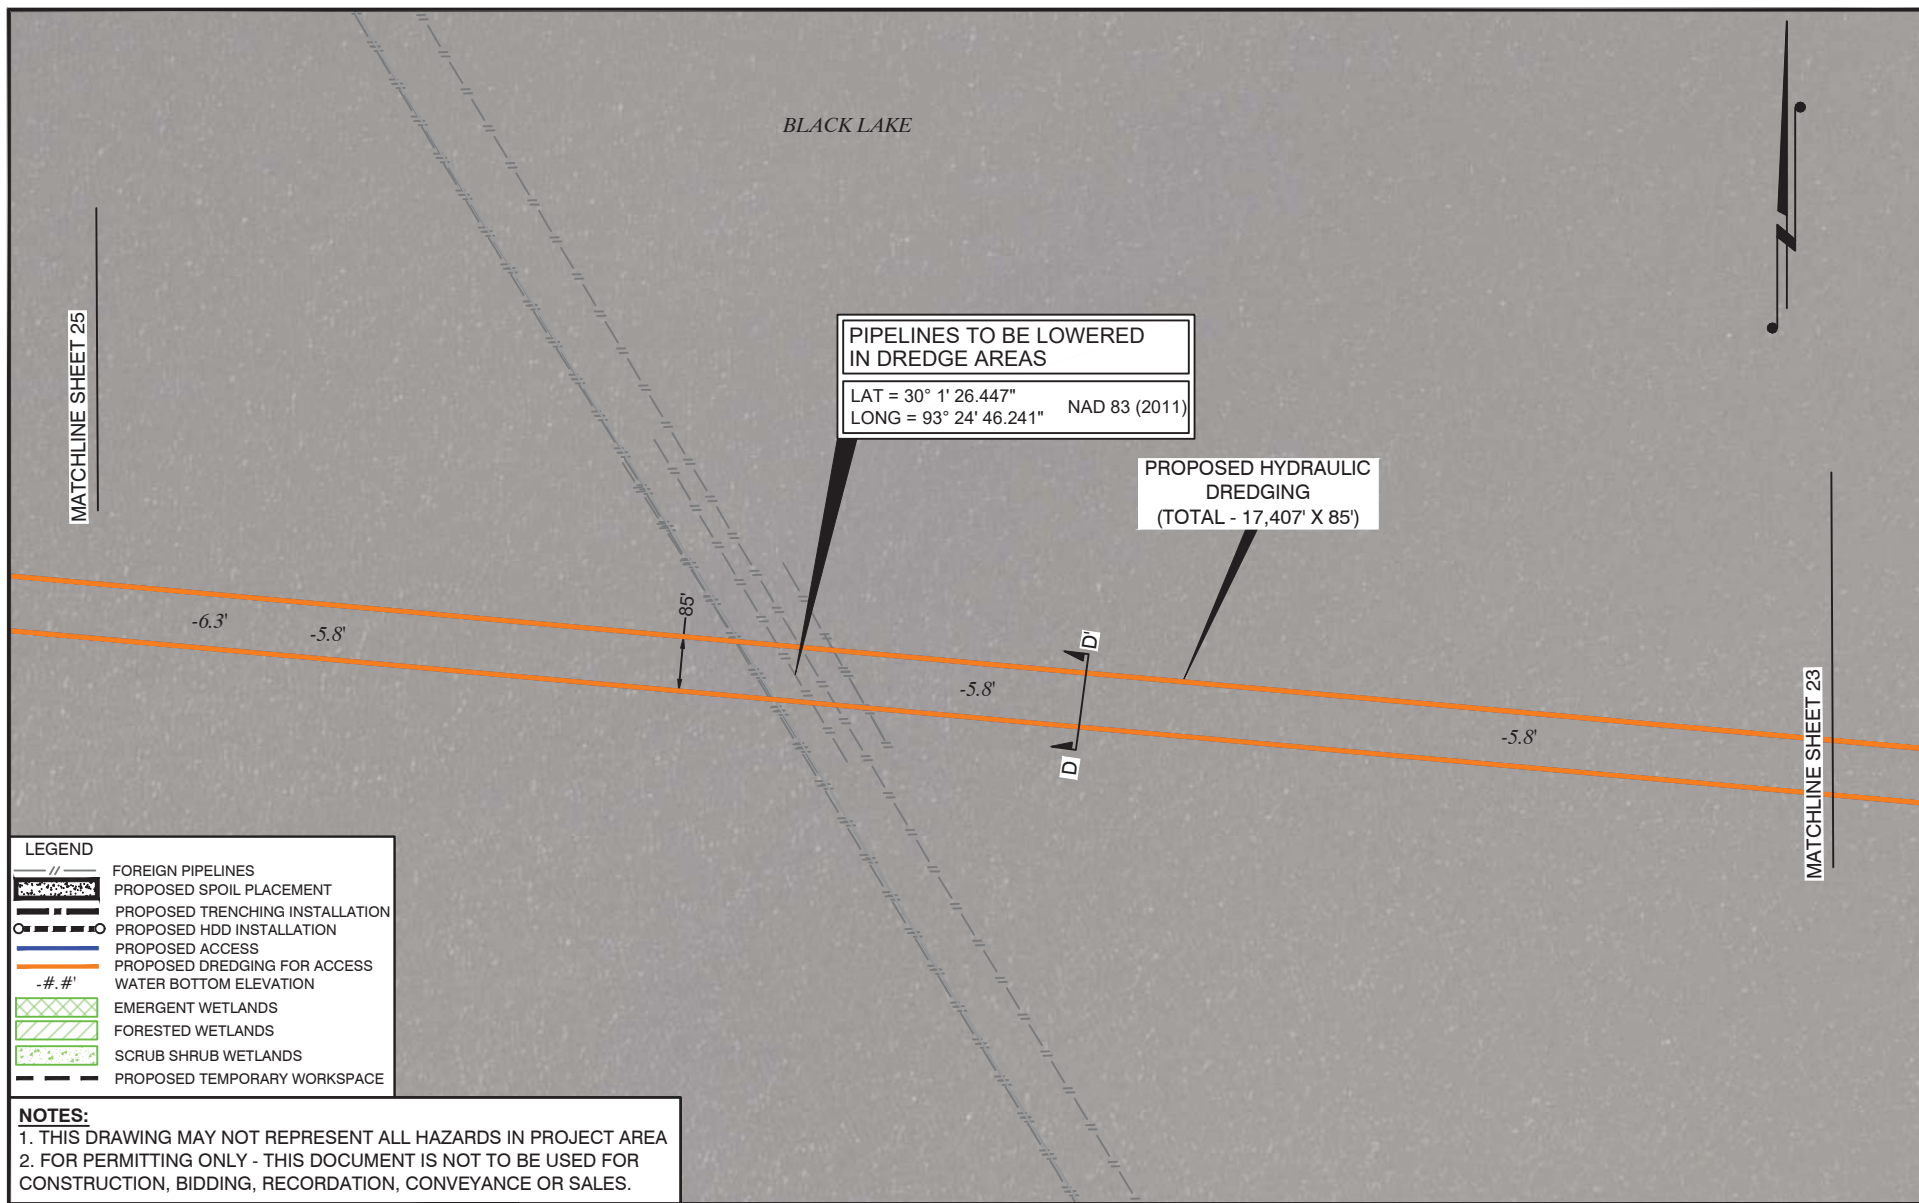 BLACK LAKE
MATCHLINE SHEET 25
PIPELINES TO BE LOWERED
IN DREDGE AREAS
LAT = 30° 1' 26.447"
LONG = 93° 24' 46.241"
NAD 83 (2011)
PROPOSED HYDRAULIC
DREDGING
(TOTAL - 17,407' X 85')
-6.3'
-5.8'
85'
-5.8'
D'
D
-5.8'
MATCHLINE SHEET 23
LEGEND
FOREIGN PIPELINES
PROPOSED SPOIL PLACEMENT
PROPOSED TRENCHING INSTALLATION
PROPOSED HDD INSTALLATION
PROPOSED ACCESS
PROPOSED DREDGING FOR ACCESS
-#.#' WATER BOTTOM ELEVATION
EMERGENT WETLANDS
FORESTED WETLANDS
SCRUB SHRUB WETLANDS
PROPOSED TEMPORARY WORKSPACE
NOTES:
1. THIS DRAWING MAY NOT REPRESENT ALL HAZARDS IN PROJECT AREA
2. FOR PERMITTING ONLY - THIS DOCUMENT IS NOT TO BE USED FOR
CONSTRUCTION, BIDDING, RECORDATION, CONVEYANCE OR SALES.